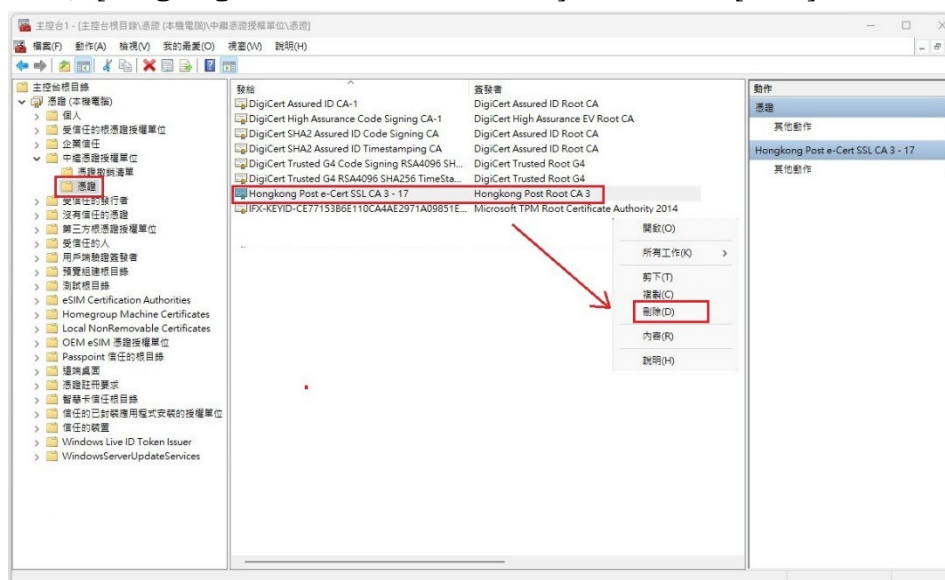 主控台1 - [主控台根目錄\憑證 (本機電腦)\中繼憑證授權單位\憑證]
檔案(F) 動作(A) 檢視(V) 我的最愛(O) 視窗(W) 說明(H)
主控台根目錄
憑證 (本機電腦)
個人
受信任的根憑證授權單位
企業信任
中繼憑證授權單位
憑證撤銷清單
憑證
受信任的發行者
沒有信任的憑證
第三方根憑證授權單位
受信任的人
用戶端驗證簽發者
預覽組建根目錄
測試根目錄
eSIM Certification Authorities
Homegroup Machine Certificates
Local NonRemovable Certificates
OEM eSIM 憑證授權單位
Passpoint 信任的根目錄
遠端桌面
憑證註冊要求
智慧卡信任根目錄
信任的已封裝應用程式安裝的授權單位
信任的裝置
Windows Live ID Token Issuer
WindowsServerUpdateServices
發給 簽發者
DigiCert Assured ID CA-1 DigiCert Assured ID Root CA
DigiCert High Assurance Code Signing CA-1 DigiCert High Assurance EV Root CA
DigiCert SHA2 Assured ID Code Signing CA DigiCert Assured ID Root CA
DigiCert SHA2 Assured ID Timestamping CA DigiCert Assured ID Root CA
DigiCert Trusted G4 Code Signing RSA4096 SH... DigiCert Trusted Root G4
DigiCert Trusted G4 RSA4096 SHA256 TimeSta... DigiCert Trusted Root G4
Hongkong Post e-Cert SSL CA 3 - 17 Hongkong Post Root CA 3
IFX-KEYID-CE77153B6E110CA4AE2971A09851E... Microsoft TPM Root Certificate Authority 2014
開啟(O)
所有工作(K)
剪下(T)
複製(C)
刪除(D)
內容(R)
說明(H)
動作
憑證
其他動作
Hongkong Post e-Cert SSL CA 3 - 17
其他動作